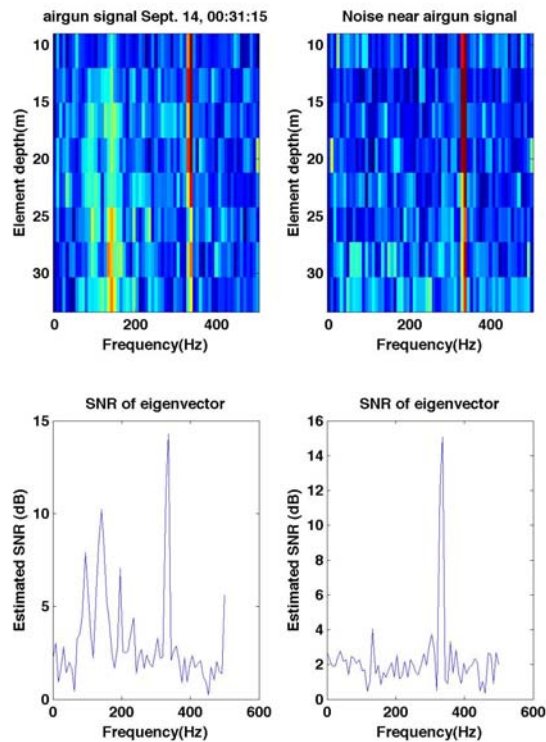 airgun signal Sept. 14, 00:31:15
Element depth(m)
10
15
20
25
30
0 200 400
Frequency(Hz)
Noise near airgun signal
Element depth(m)
10
15
20
25
30
0 200 400
Frequency(Hz)
SNR of eigenvector
Estimated SNR (dB)
15
10
5
0
0 200 400 600
Frequency(Hz)
SNR of eigenvector
Estimated SNR (dB)
16
14
12
10
8
6
4
2
0
0 200 400 600
Frequency(Hz)